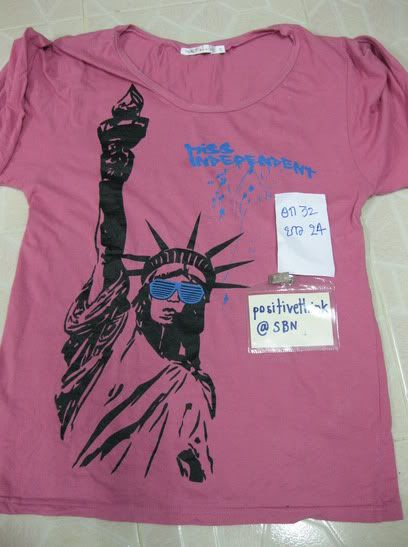 miss
INDEPENDENT
อก 32
ยาว 24
positivethink
@ SBN